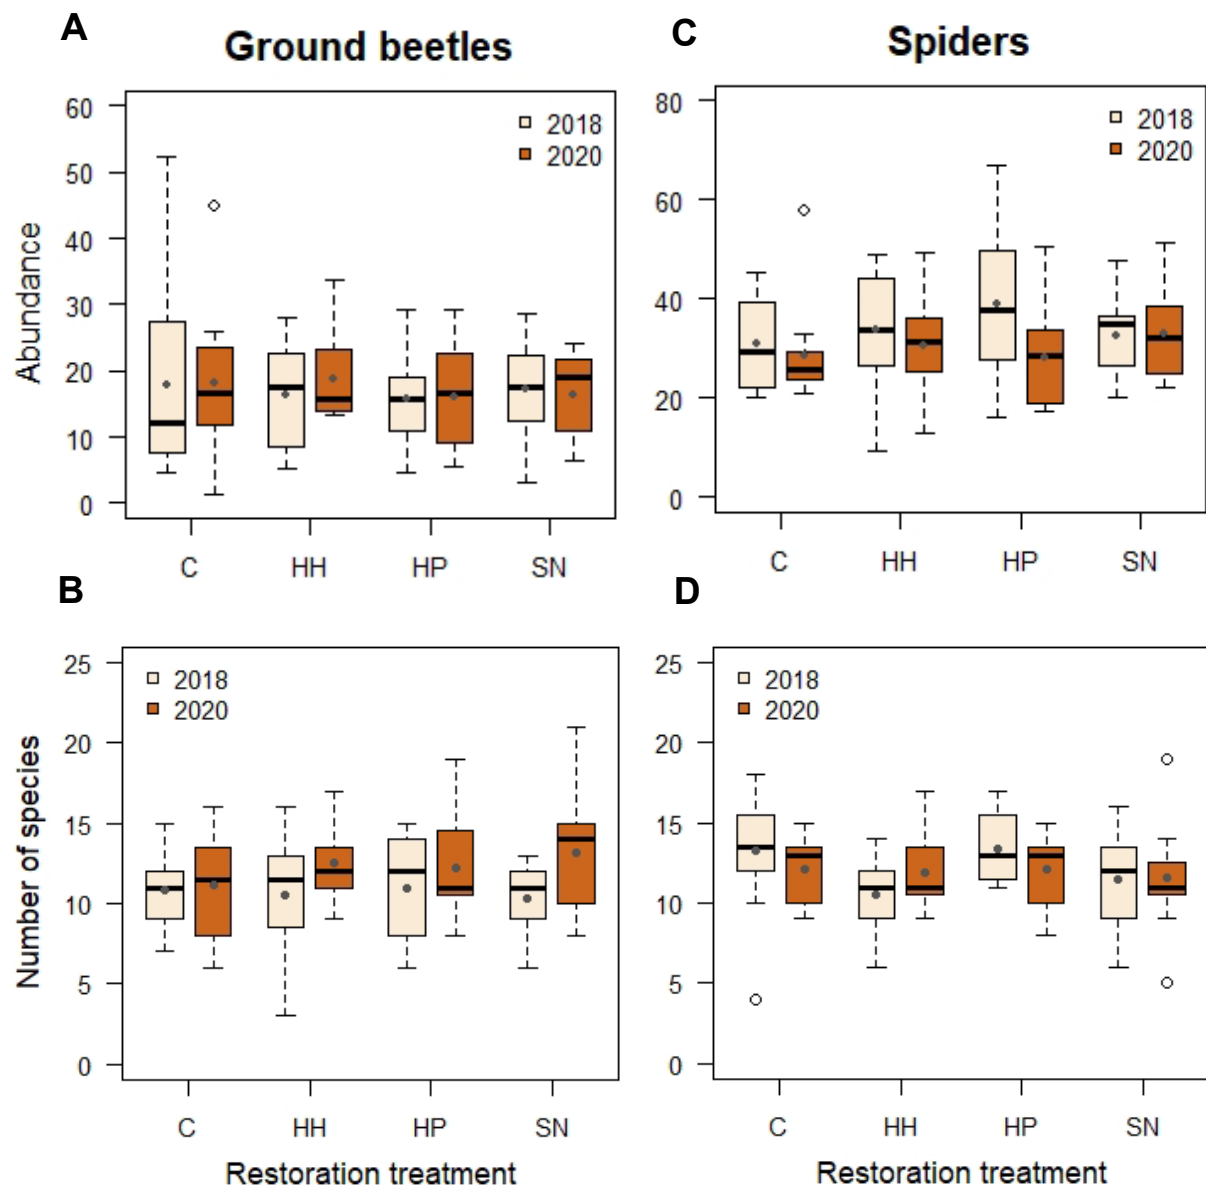 A
Ground beetles
60
50
40
30
20
10
0
Abundance
2018
2020
C HH HP SN
C
Spiders
80
60
40
20
0
2018
2020
C HH HP SN
B
25
20
15
10
5
0
Number of species
2018
2020
C HH HP SN
Restoration treatment
D
25
20
15
10
5
0
2018
2020
C HH HP SN
Restoration treatment